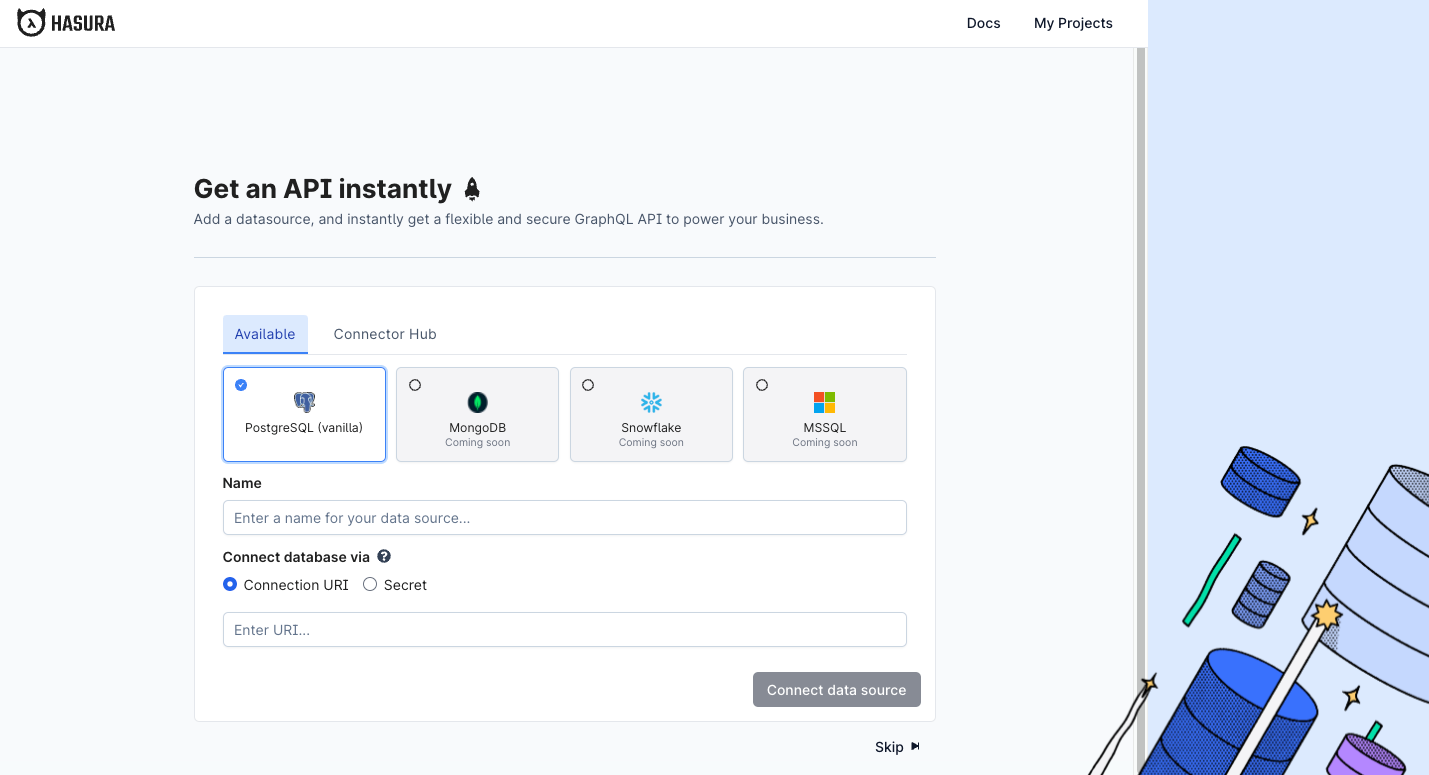 HASURA
Docs
My Projects
Get an API instantly
Add a datasource, and instantly get a flexible and secure GraphQL API to power your business.
Available
Connector Hub
PostgreSQL (vanilla)
MongoDB
Coming soon
Snowflake
Coming soon
MSSQL
Coming soon
Name
Enter a name for your data source...
Connect database via
Connection URI
Secret
Enter URI...
Connect data source
Skip